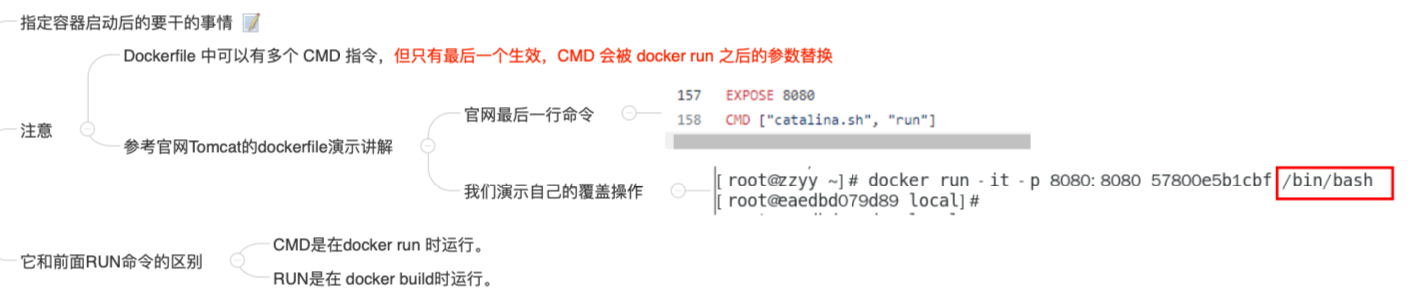 指定容器启动后的要干的事情 📝
Dockerfile 中可以有多个 CMD 指令，但只有最后一个生效，CMD 会被 docker run 之后的参数替换
注意
参考官网Tomcat的dockerfile演示讲解
官网最后一行命令
157 EXPOSE 8080
158 CMD ["catalina.sh", "run"]
我们演示自己的覆盖操作
[root@zzyy ~]# docker run -it -p 8080:8080 57800e5b1cbf /bin/bash
[root@eaedbd079d89 local]#
它和前面RUN命令的区别
CMD是在docker run 时运行。
RUN是在 docker build时运行。